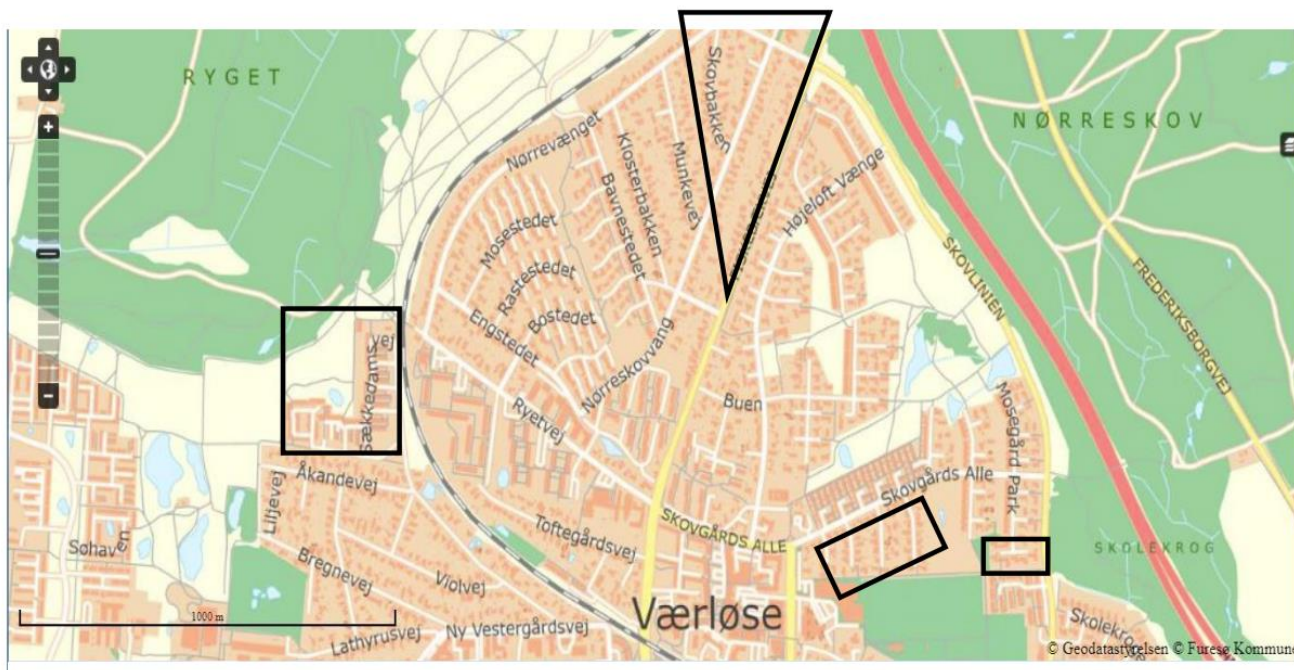 RYGET
NØRRESKOV
Skovbakken
Nørrevænget
Klosterbakken
Munkevej
Bavnestedet
Højeloft Vænge
Mosestedet
Rastestedet
Bostedet
Engstedet
Nørreskovvang
Ryetvej
SKOVLINIEN
FREDERIKSBORGVEJ
vej
sækkedams
Buen
Mosegård Park
Åkandevej
Liljevej
Skovgårds Alle
SKOVGÅRDS ALLE
Toftegårdsvej
Søhaven
Bregnevej
Violvej
SKOLEKROG
1000 m
Værløse
Lathyrusvej
Ny Vestergårdsvej
© Geodatastyrelsen © Furesø Kommune